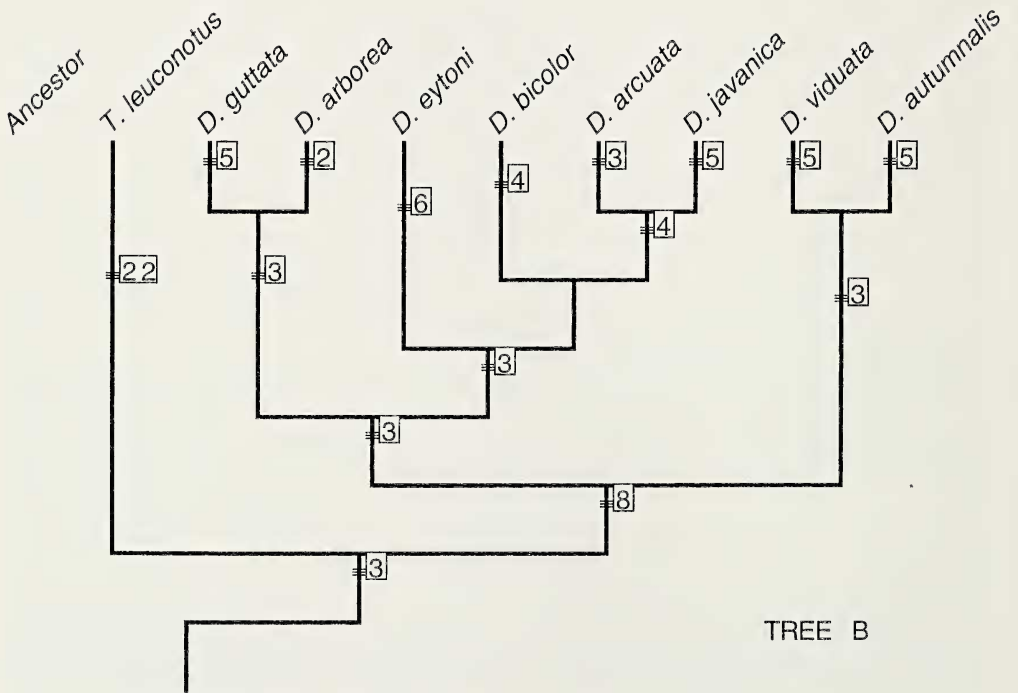 Ancestor
T. leuconotus
D. guttata
D. arborea
D. eytoni
D. bicolor
D. arcuata
D. javanica
D. viduata
D. autumnalis
5
2
6
4
3
5
5
5
4
22
3
3
3
3
8
3
TREE B